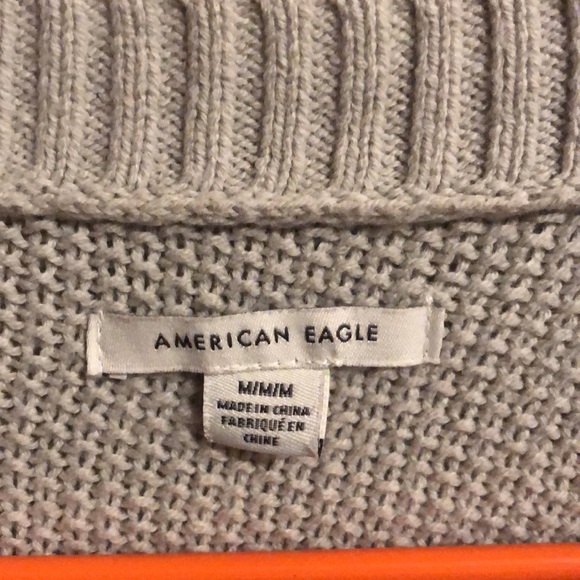 AMERICAN EAGLE
M/M/M
MADE IN CHINA
FABRIQUÉ EN
CHINE